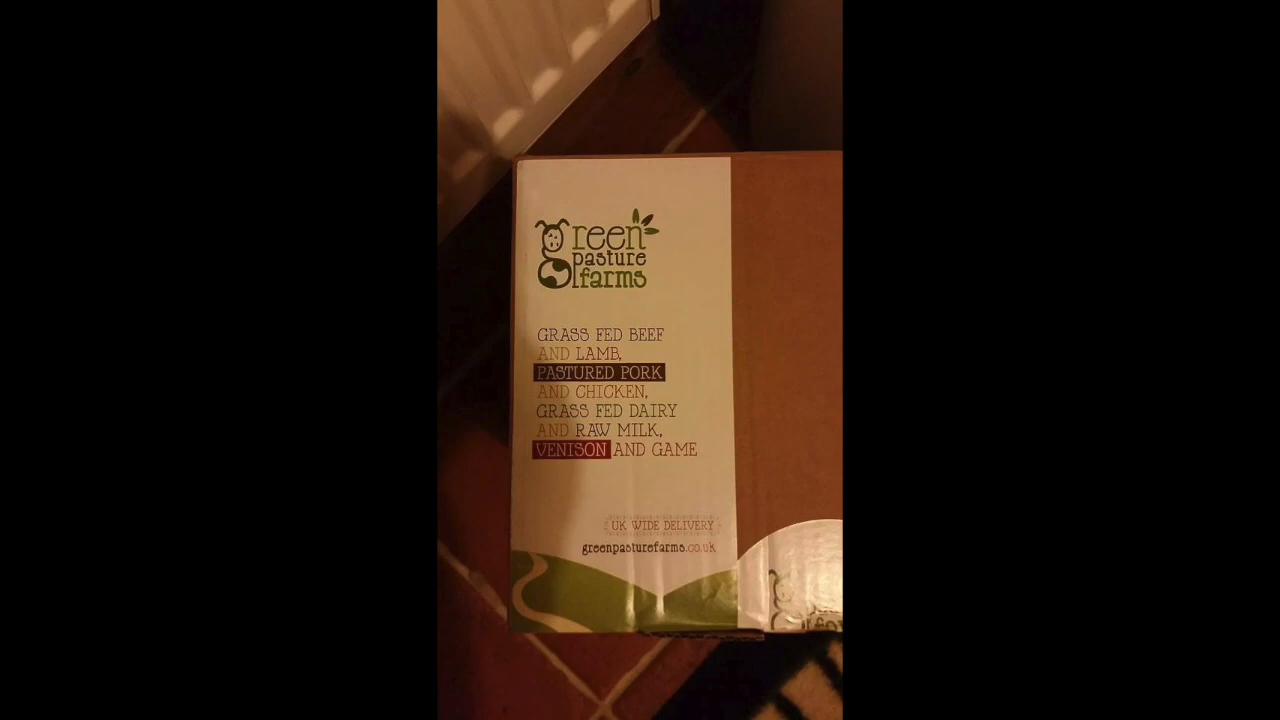 green
pasture
farms
GRASS FED BEEF
AND LAMB,
PASTURED PORK
AND CHICKEN,
GRASS FED DAIRY
AND RAW MILK,
VENISON AND GAME
UK WIDE DELIVERY
greenpasturefarms.co.uk